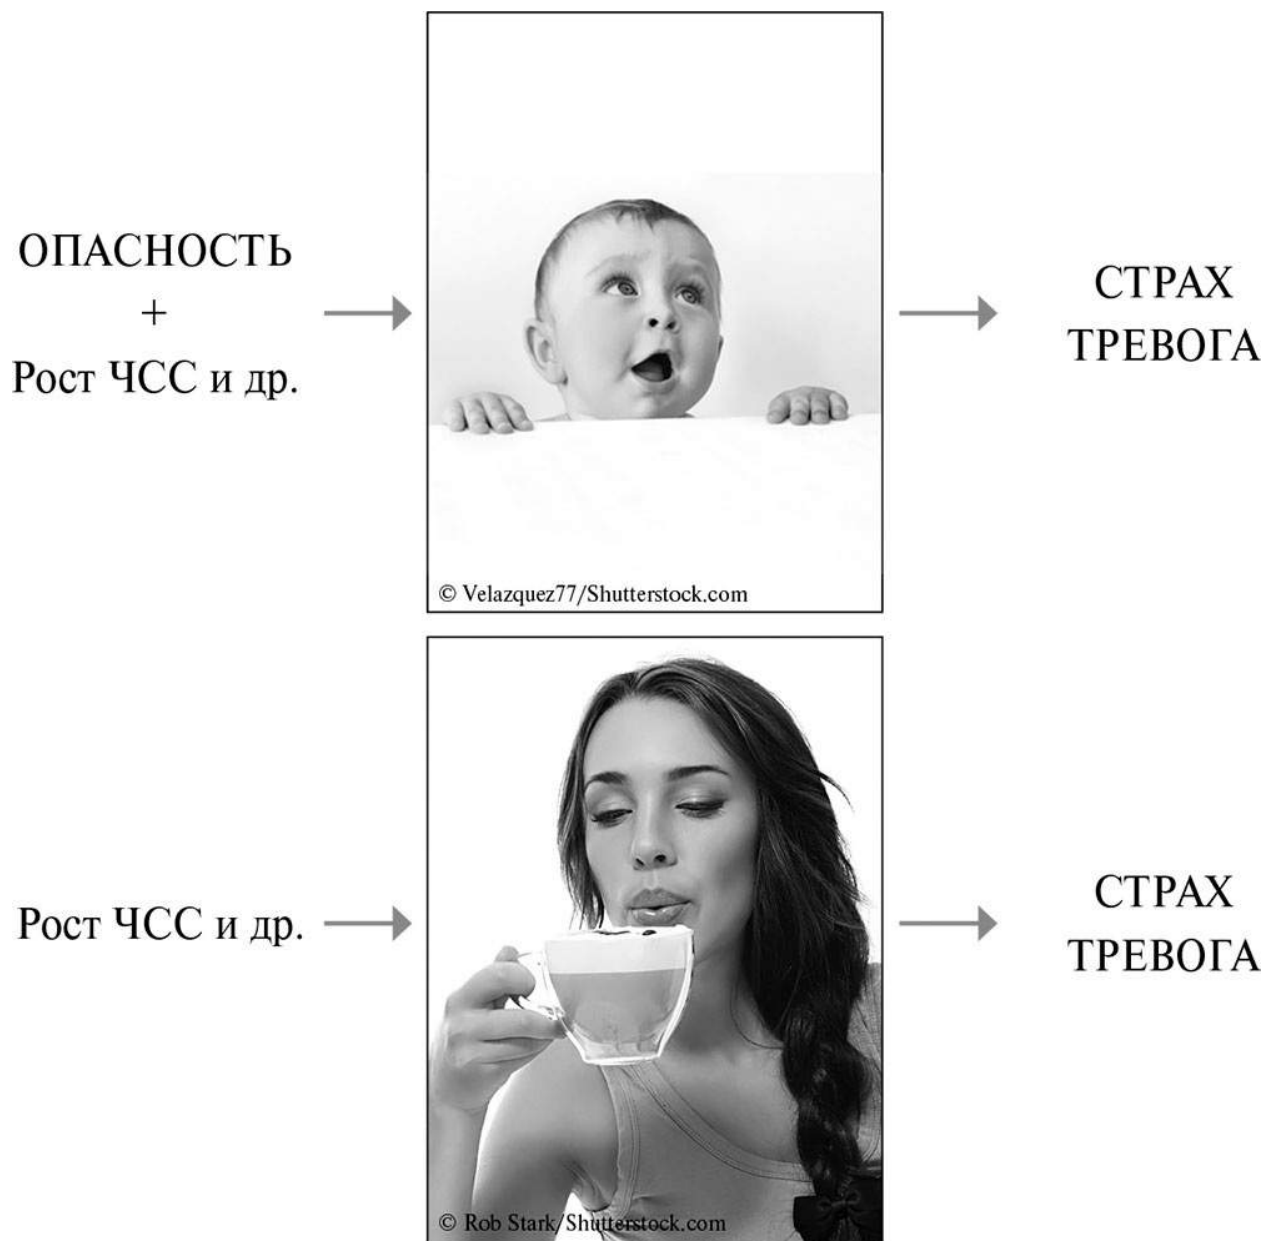 ОПАСНОСТЬ
+
Рост ЧСС и др.
СТРАХ
ТРЕВОГА
© Velazquez77/Shutterstock.com
Рост ЧСС и др.
СТРАХ
ТРЕВОГА
© Rob Stark/Shutterstock.com